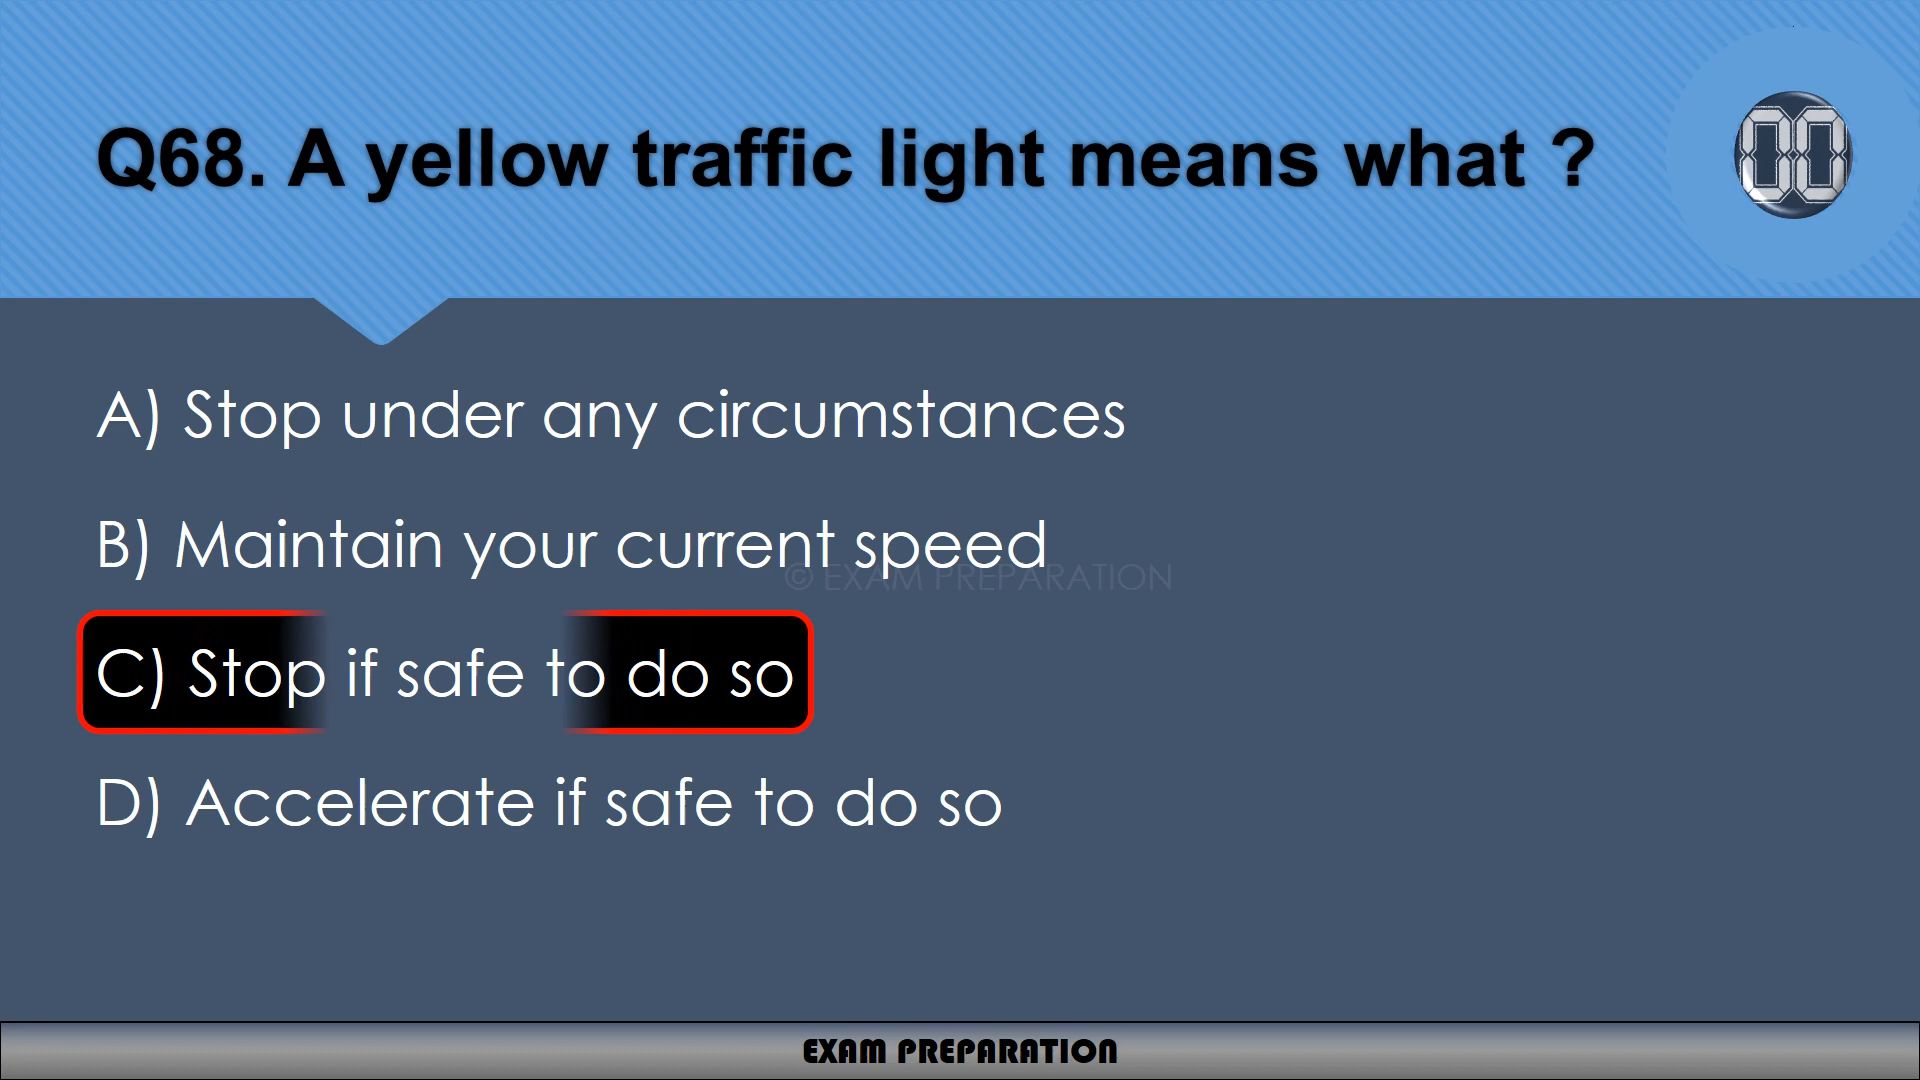 Q68. A yellow traffic light means what ?
00
A) Stop under any circumstances
B) Maintain your current speed
© EXAM PREPARATION
C) Stop if safe to do so
D) Accelerate if safe to do so
EXAM PREPARATION